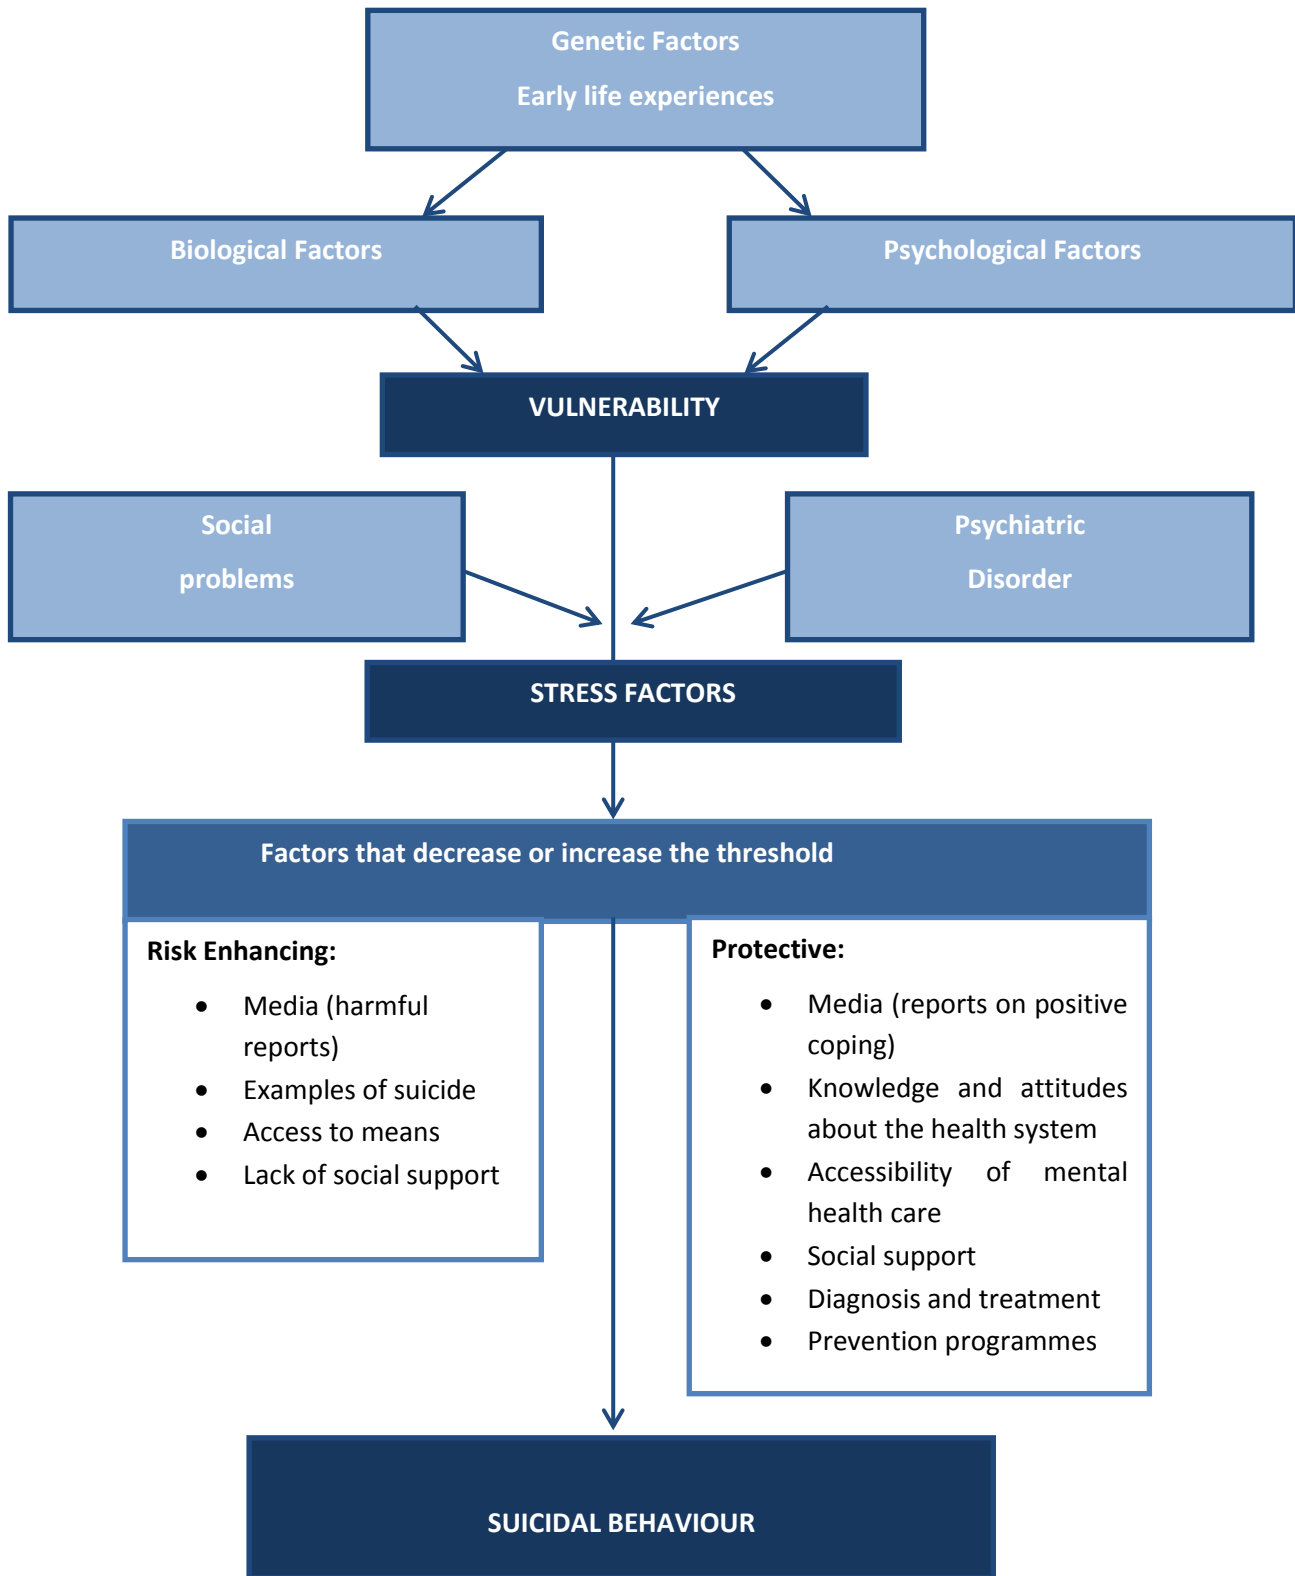 Genetic Factors
Early life experiences
Biological Factors
Psychological Factors
VULNERABILITY
Social
problems
Psychiatric
Disorder
STRESS FACTORS
Factors that decrease or increase the threshold
Risk Enhancing:
• Media (harmful
reports)
• Examples of suicide
• Access to means
• Lack of social support
Protective:
• Media (reports on positive
coping)
• Knowledge and attitudes
about the health system
• Accessibility of mental
health care
• Social support
• Diagnosis and treatment
• Prevention programmes
SUICIDAL BEHAVIOUR